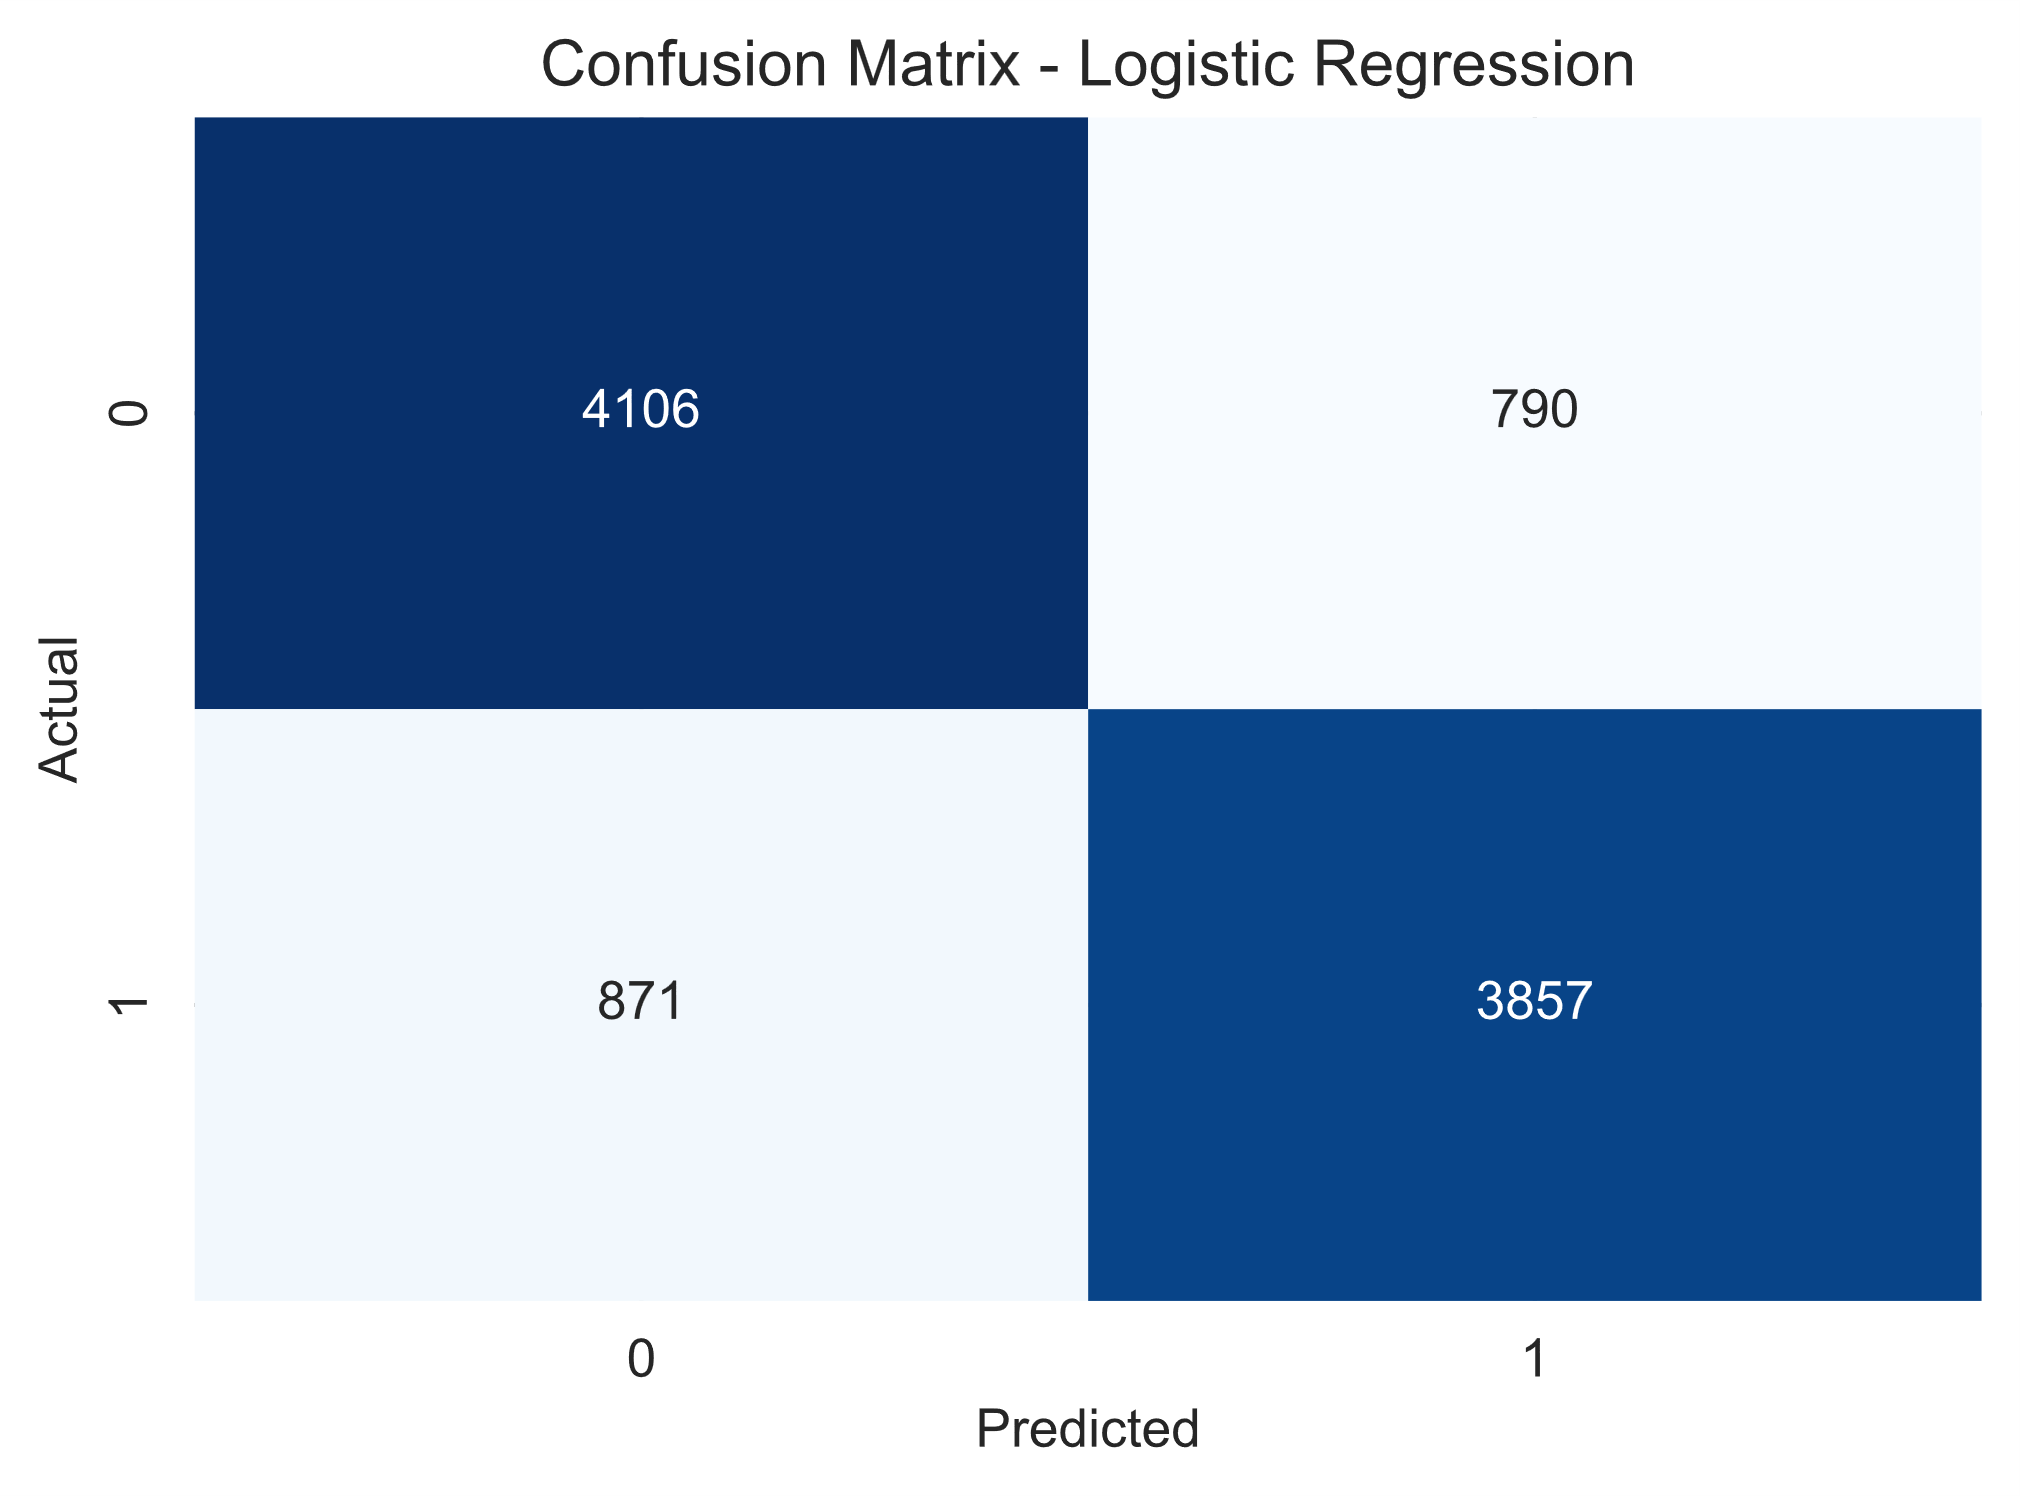 Confusion Matrix - Logistic Regression
0
4106
790
Actual
1
871
3857
0
1
Predicted